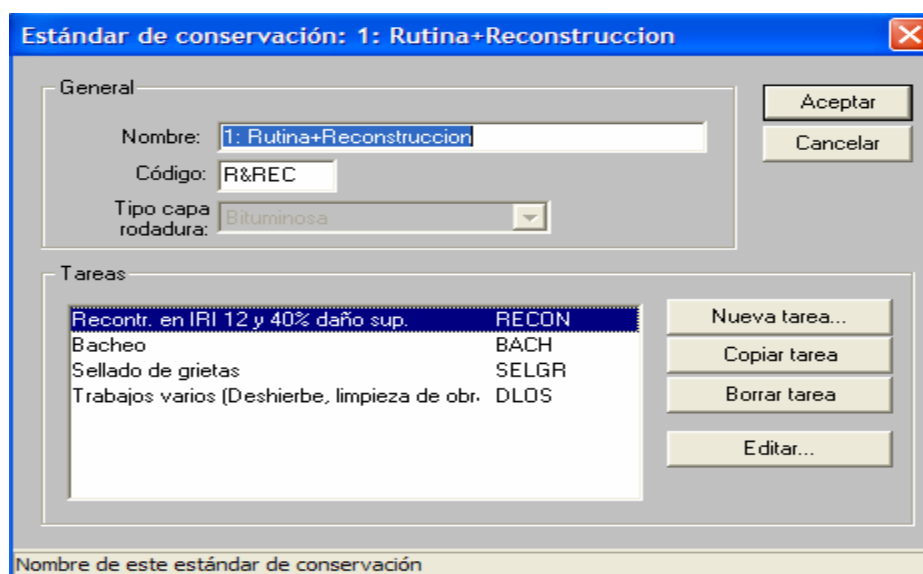 Estándar de conservación: 1: Rutina+Reconstruccion
General
Nombre: 1: Rutina+Reconstruccion
Código: R&REC
Tipo capa
rodadura: Bituminosa
Aceptar
Cancelar
Tareas
Recontr. en IRI 12 y 40% daño sup. RECON
Bacheo BACH
Sellado de grietas SELGR
Trabajos varios (Deshierbe, limpieza de obr. DLOS
Nueva tarea...
Copiar tarea
Borrar tarea
Editar...
Nombre de este estándar de conservación